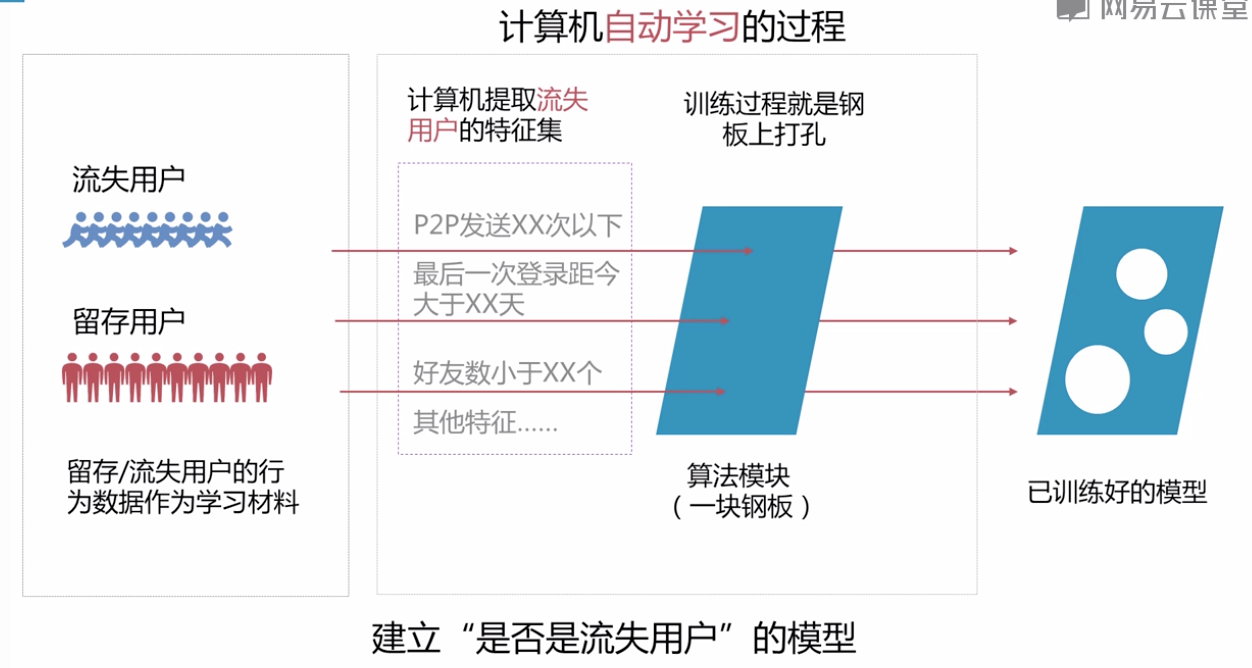 网易云课堂
计算机自动学习的过程
计算机提取流失
用户的特征集
训练过程就是钢
板上打孔
流失用户
P2P发送XX次以下
最后一次登录距今
大于XX天
留存用户
好友数小于XX个
其他特征......
留存/流失用户的行
为数据作为学习材料
算法模块
（一块钢板）
已训练好的模型
建立“是否是流失用户”的模型